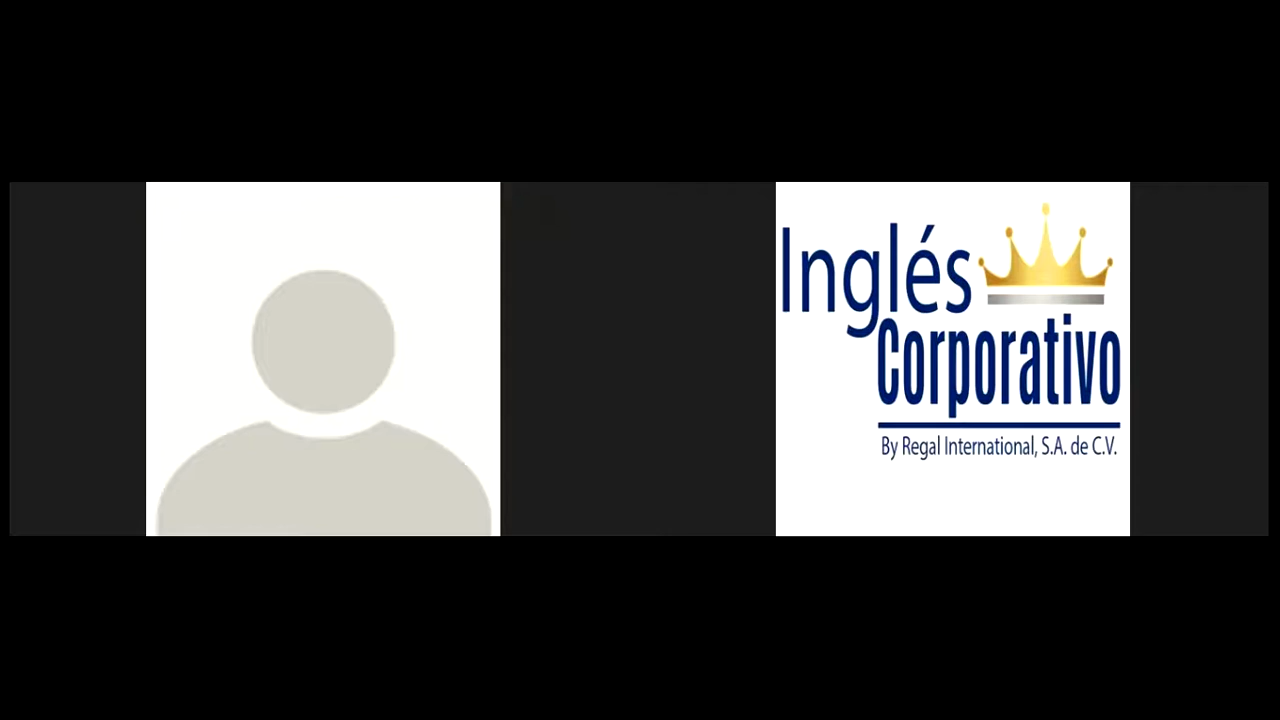 Inglés
Corporativo
By Regal International, S.A. de C.V.